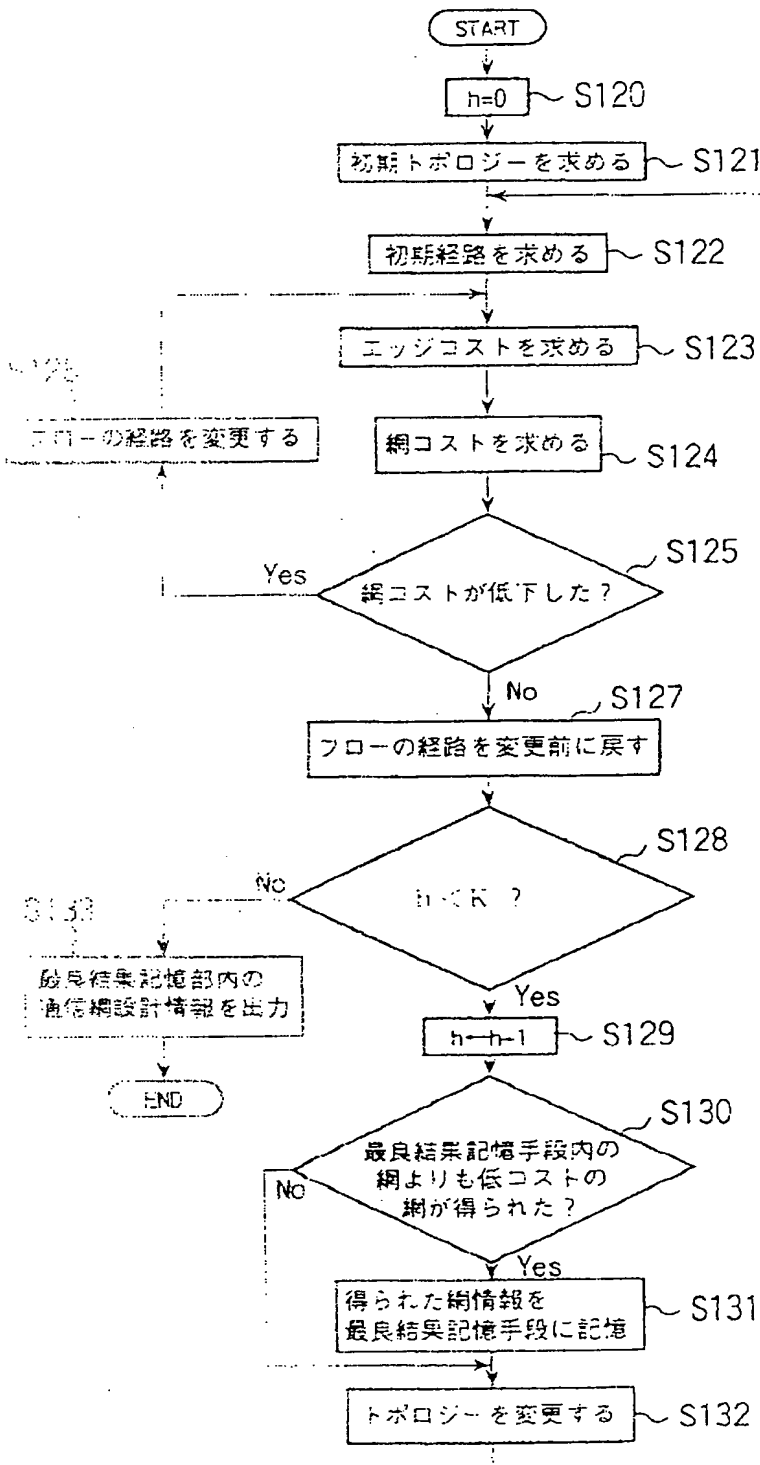 START
h=0
S120
初期トポロジーを求める
S121
初期経路を求める
S122
エッジコストを求める
S123
フローの経路を変更する
網コストを求める
S124
S125
Yes
網コストが低下した？
No
S127
フローの経路を変更前に戻す
S128
No
h<K ？
S133
最良結果記憶部内の
通信網設計情報を出力
Yes
S129
END
S130
最良結果記憶手段内の
網よりも低コストの
網が得られた？
No
Yes
得られた網情報を
最良結果記憶手段に記憶
S131
トポロジーを変更する
S132